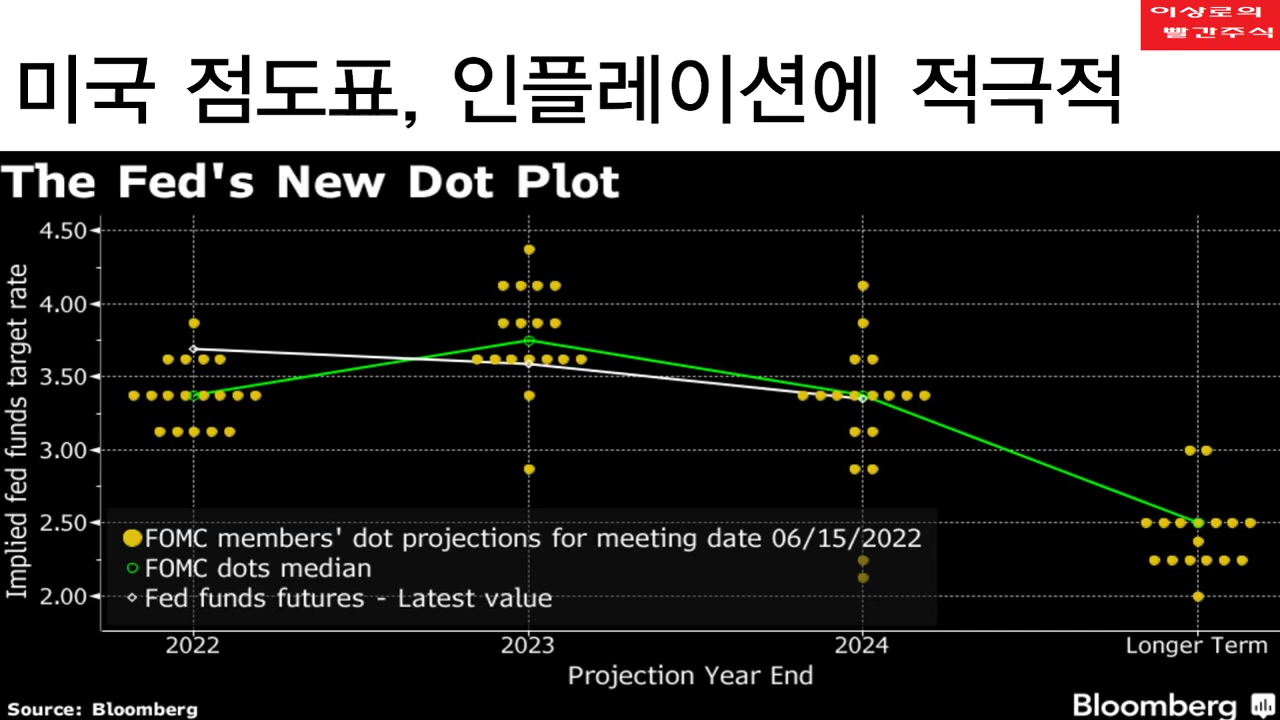 이상로의
빨간주식
미국 점도표, 인플레이션에 적극적
The Fed's New Dot Plot
Implied fed funds target rate
4.50
4.00
3.50
3.00
2.50
2.00
FOMC members' dot projections for meeting date 06/15/2022
FOMC dots median
Fed funds futures - Latest value
2022 2023 2024 Longer Term
Projection Year End
Source: Bloomberg
Bloomberg